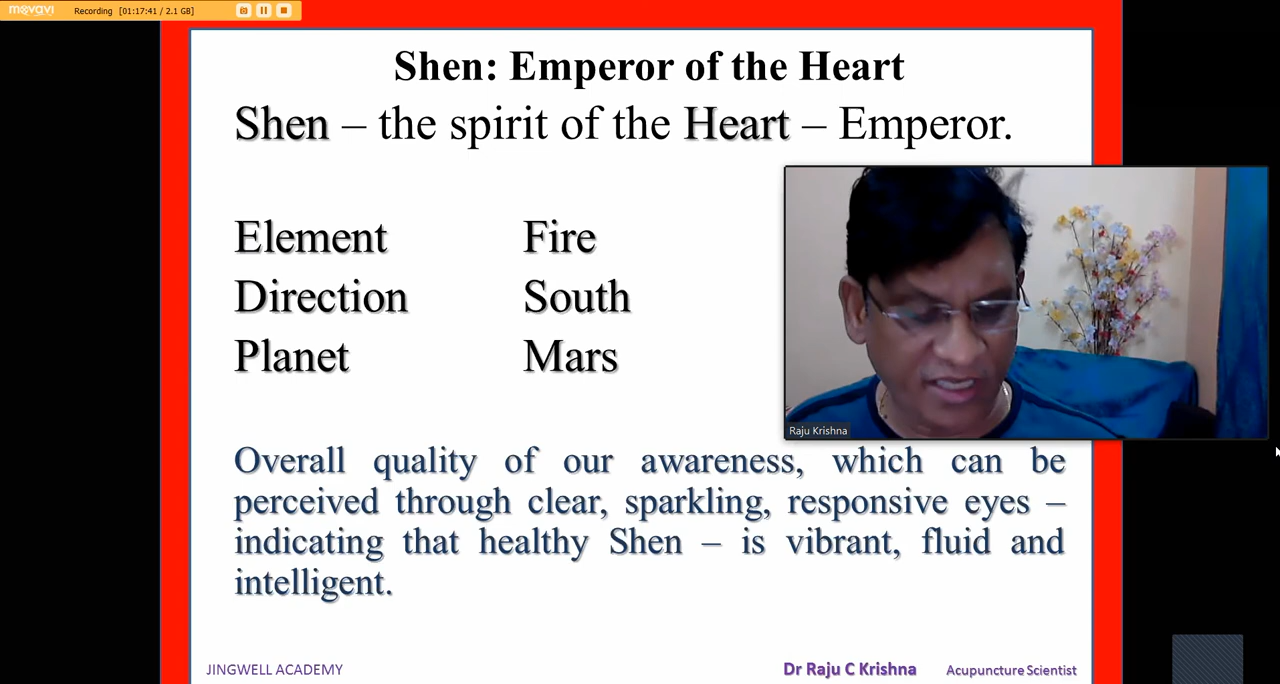 movavi Recording [01:17:41 / 2.1 GB]
Shen: Emperor of the Heart
Shen – the spirit of the Heart – Emperor.
Element Fire
Direction South
Planet Mars
Raju Krishna
Overall quality of our awareness, which can be
perceived through clear, sparkling, responsive eyes –
indicating that healthy Shen – is vibrant, fluid and
intelligent.
JINGWELL ACADEMY Dr Raju C Krishna Acupuncture Scientist